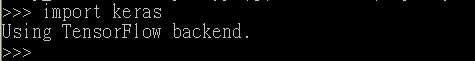 >>> import keras
Using TensorFlow backend.
>>>